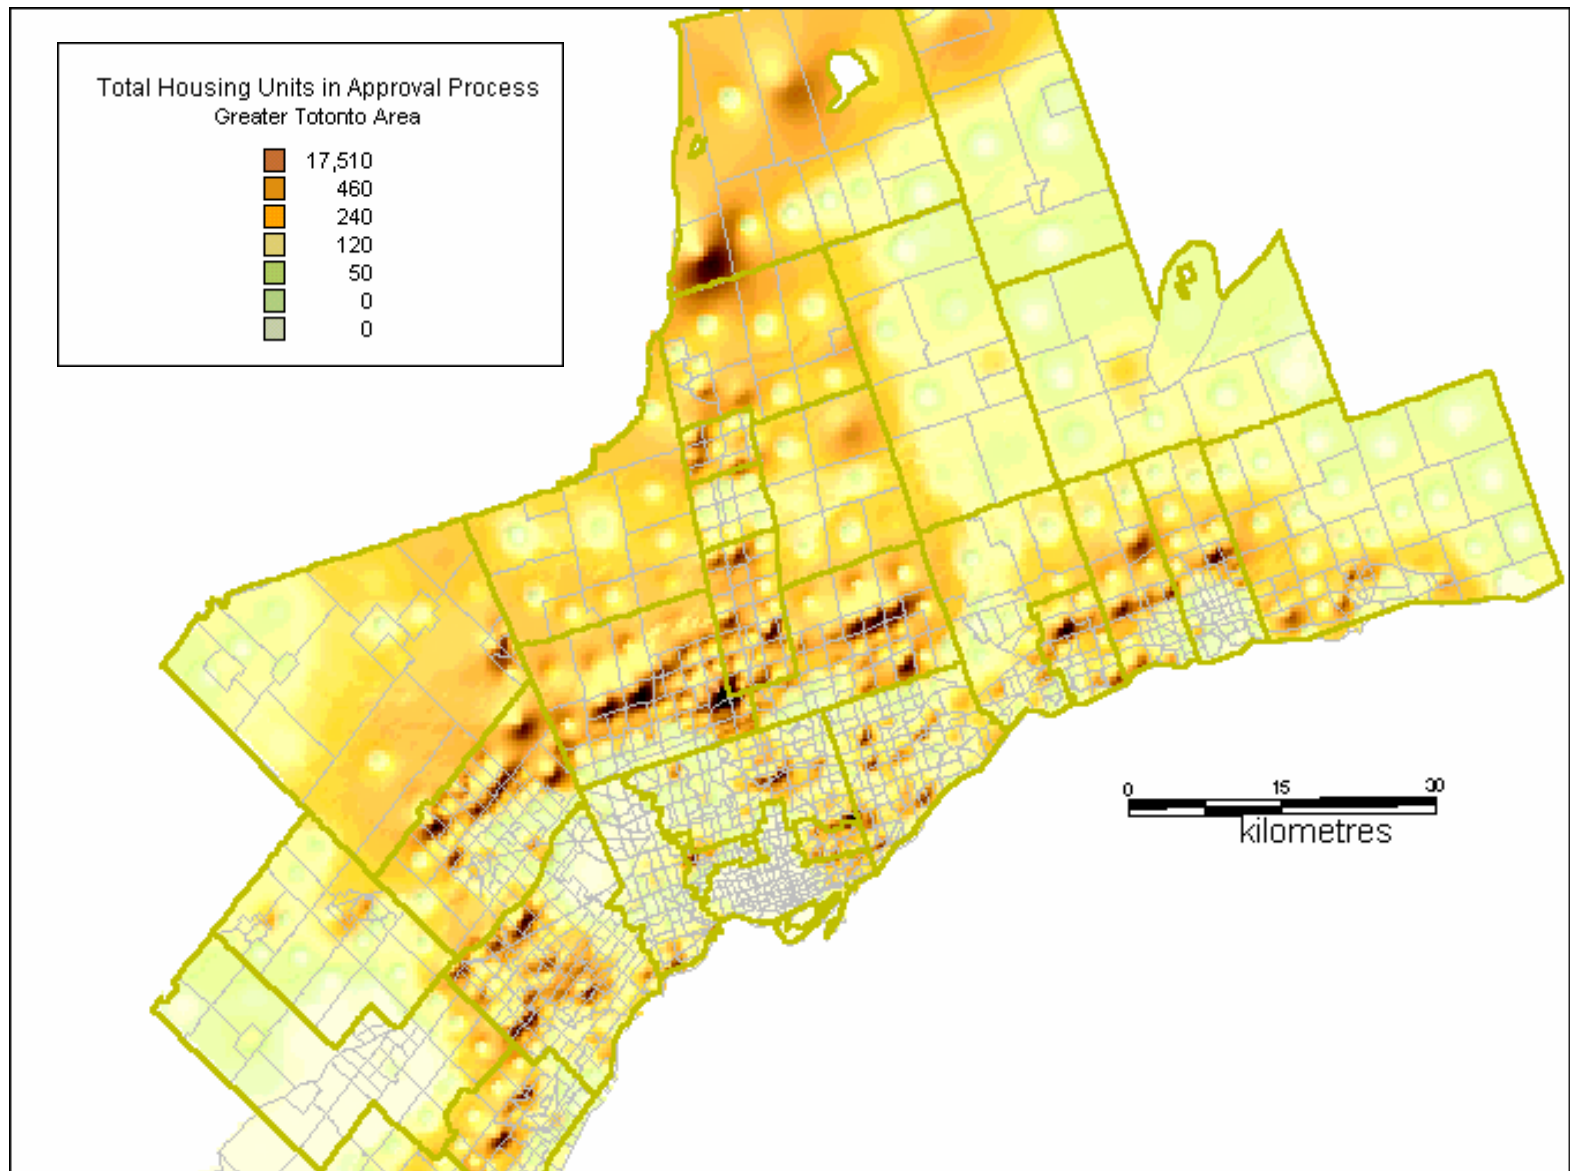 Total Housing Units in Approval Process
Greater Totonto Area
17,510
460
240
120
50
0
0
0 15 30
kilometres